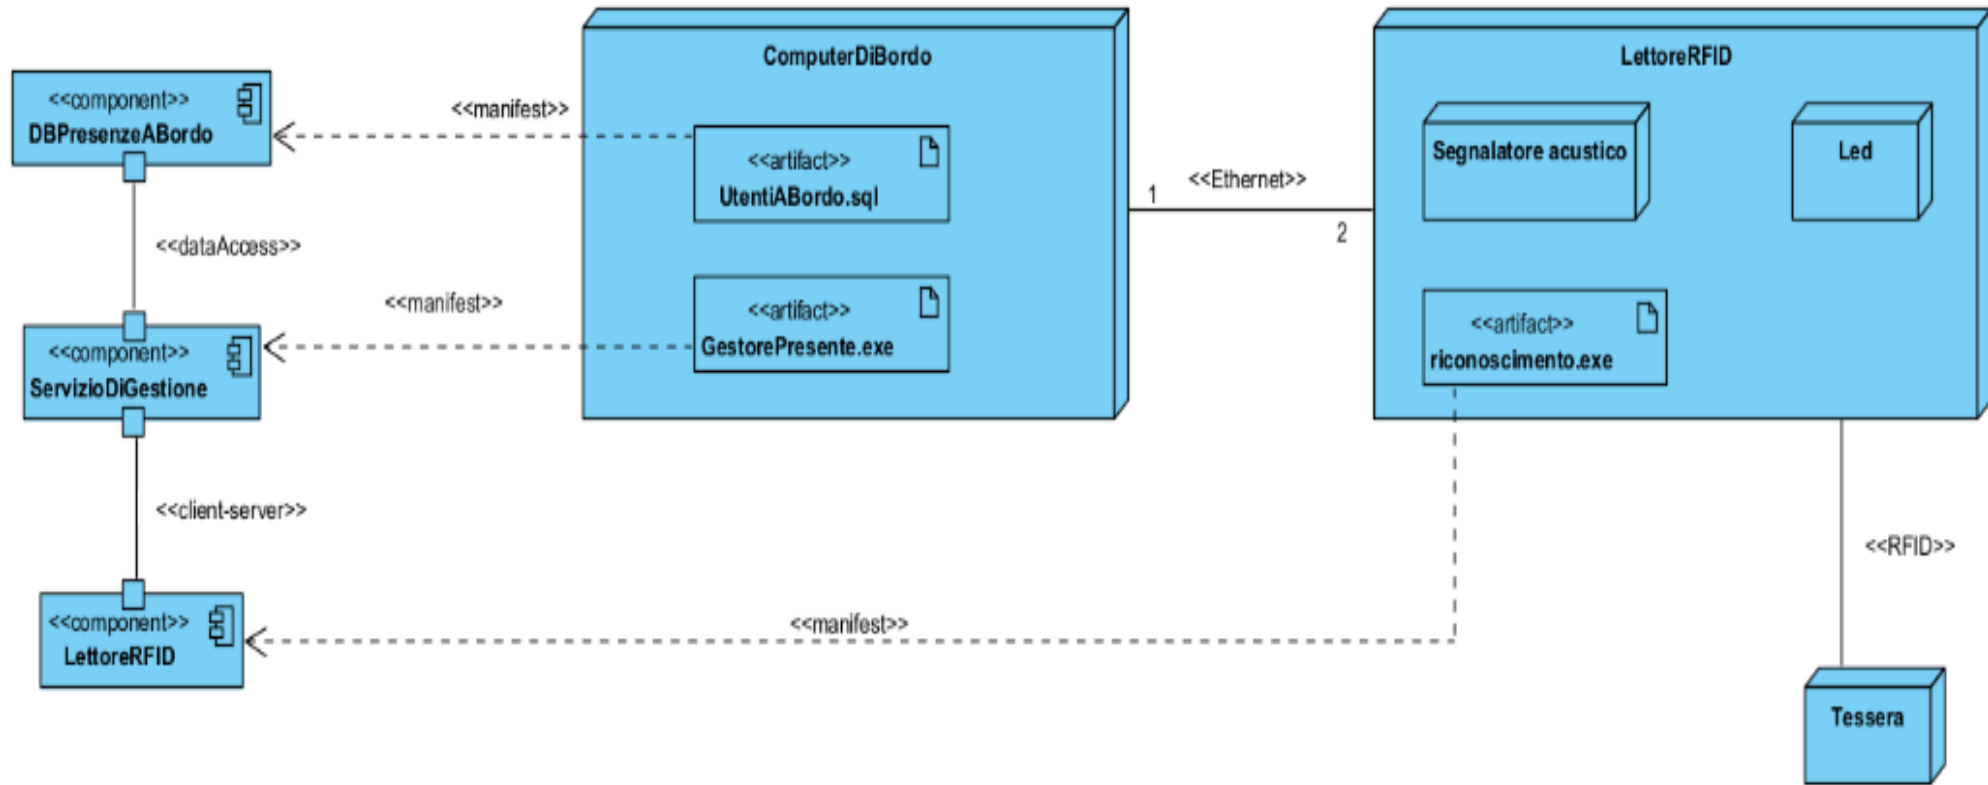 ComputerDiBordo
LettoreRFID
<<component>>
DBPresenzeABordo
<<manifest>>
<<artifact>>
UtentiABordo.sql
Segnalatore acustico
Led
<<Ethernet>>
1
2
<<dataAccess>>
<<manifest>>
<<artifact>>
GestorePresente.exe
<<artifact>>
riconoscimento.exe
<<component>>
ServizioDiGestione
<<client-server>>
<<RFID>>
<<component>>
LettoreRFID
<<manifest>>
Tessera